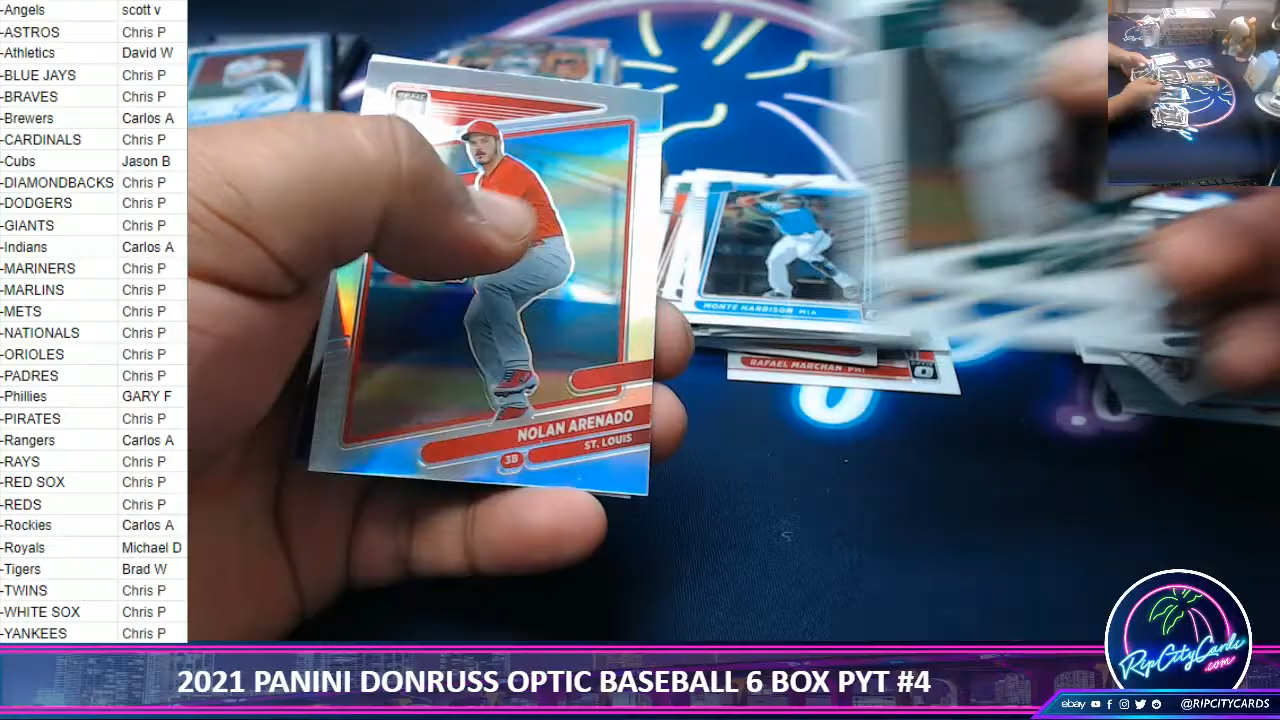 -Angels scott v
-ASTROS Chris P
-Athletics David W
-BLUE JAYS Chris P
-BRAVES Chris P
-Brewers Carlos A
-CARDINALS Chris P
-Cubs Jason B
-DIAMONDBACKS Chris P
-DODGERS Chris P
-GIANTS Chris P
-Indians Carlos A
-MARINERS Chris P
-MARLINS Chris P
-METS Chris P
-NATIONALS Chris P
-ORIOLES Chris P
-PADRES Chris P
-Phillies GARY F
-PIRATES Chris P
-Rangers Carlos A
-RAYS Chris P
-RED SOX Chris P
-REDS Chris P
-Rockies Carlos A
-Royals Michael D
-Tigers Brad W
-TWINS Chris P
-WHITE SOX Chris P
-YANKEES Chris P
NOLAN ARENADO
ST. LOUIS
3B
MONTE HARRISON MIA
RAFAEL MARCHAN PHI
2021 PANINI DONRUSS OPTIC BASEBALL 6 BOX PYT #4
RipCityCards
.com
ebay @RIPCITYCARDS